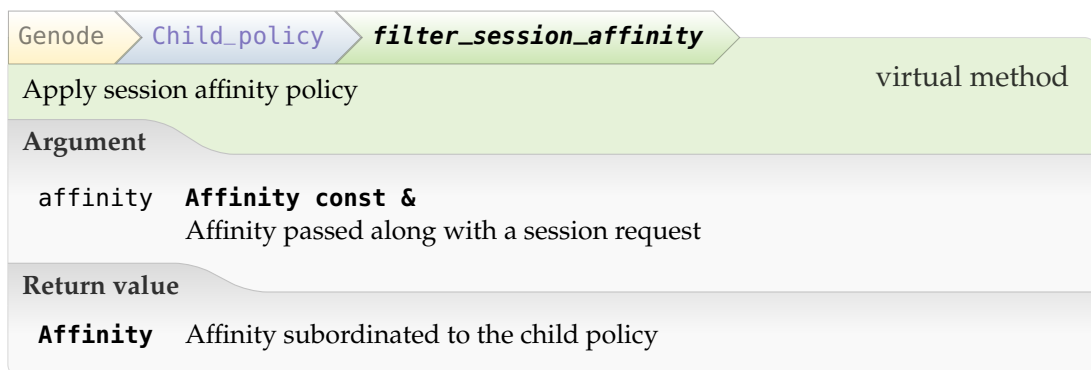 Genode Child_policy filter_session_affinity
virtual method
Apply session affinity policy
Argument
affinity Affinity const &
Affinity passed along with a session request
Return value
Affinity Affinity subordinated to the child policy